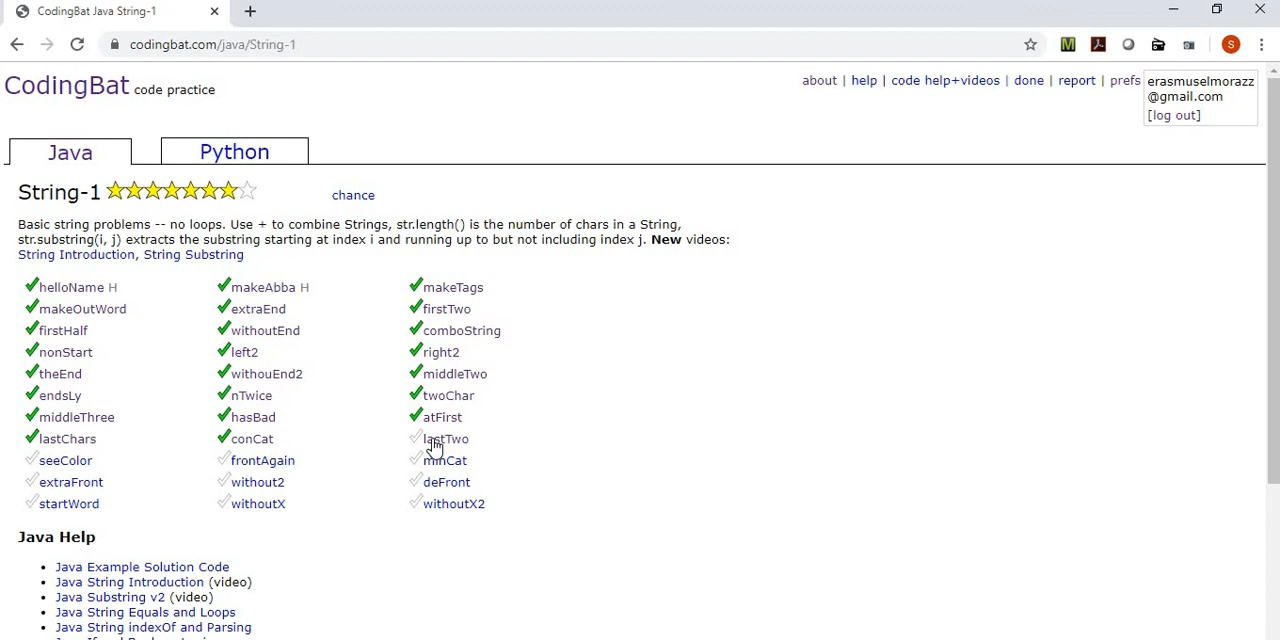 CodingBat Java String-1
codingbat.com/java/String-1
S
CodingBat code practice
about | help | code help+videos | done | report | prefs
erasmuselmorazz
@gmail.com
[log out]
Java
Python
String-1
chance
Basic string problems -- no loops. Use + to combine Strings, str.length() is the number of chars in a String,
str.substring(i, j) extracts the substring starting at index i and running up to but not including index j. New videos:
String Introduction, String Substring
helloName H makeAbba H makeTags
makeOutWord extraEnd firstTwo
firstHalf withoutEnd comboString
nonStart left2 right2
theEnd withouEnd2 middleTwo
endsLy nTwice twoChar
middleThree hasBad atFirst
lastChars conCat lastTwo
seeColor frontAgain minCat
extraFront without2 deFront
startWord withoutX withoutX2
Java Help
• Java Example Solution Code
• Java String Introduction (video)
• Java Substring v2 (video)
• Java String Equals and Loops
• Java String indexOf and Parsing